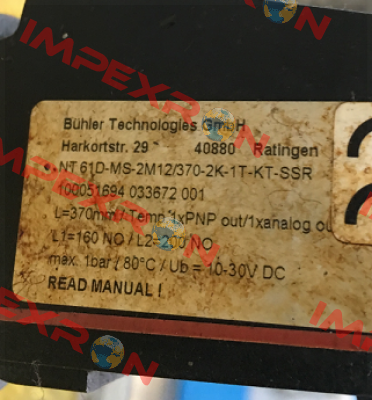 Bühler Technologies GmbH
Harkortstr. 29 40880 Ratingen
NT 61D-MS-2M12/370-2K-1T-KT-SSR
100051694 033672 001
L=370mm / Temp 1xPNP out/1xanalog ou
L1=160 NO / L2=200 NO
max. 1bar / 80°C / Ub = 10-30V DC
READ MANUAL !
IMPEXRON
IMPEXRON